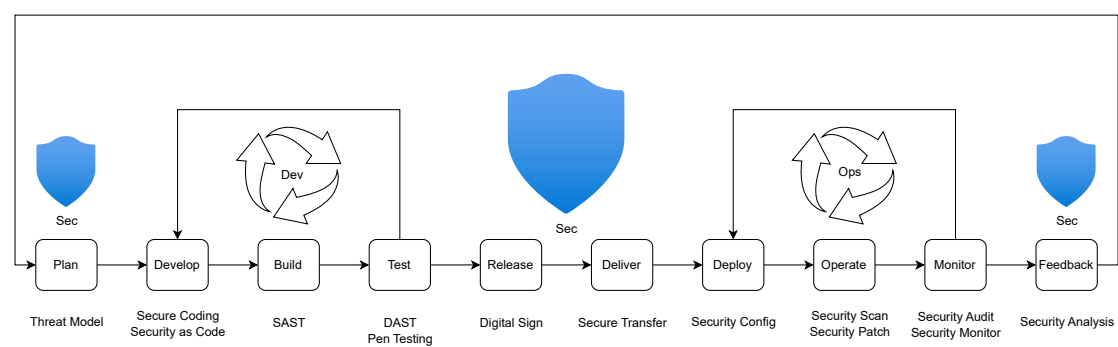 Dev
Ops
Sec
Sec
Sec
Plan
Develop
Build
Test
Release
Deliver
Deploy
Operate
Monitor
Feedback
Threat Model
Secure Coding
Security as Code
SAST
DAST
Pen Testing
Digital Sign
Secure Transfer
Security Config
Security Scan
Security Patch
Security Audit
Security Monitor
Security Analysis